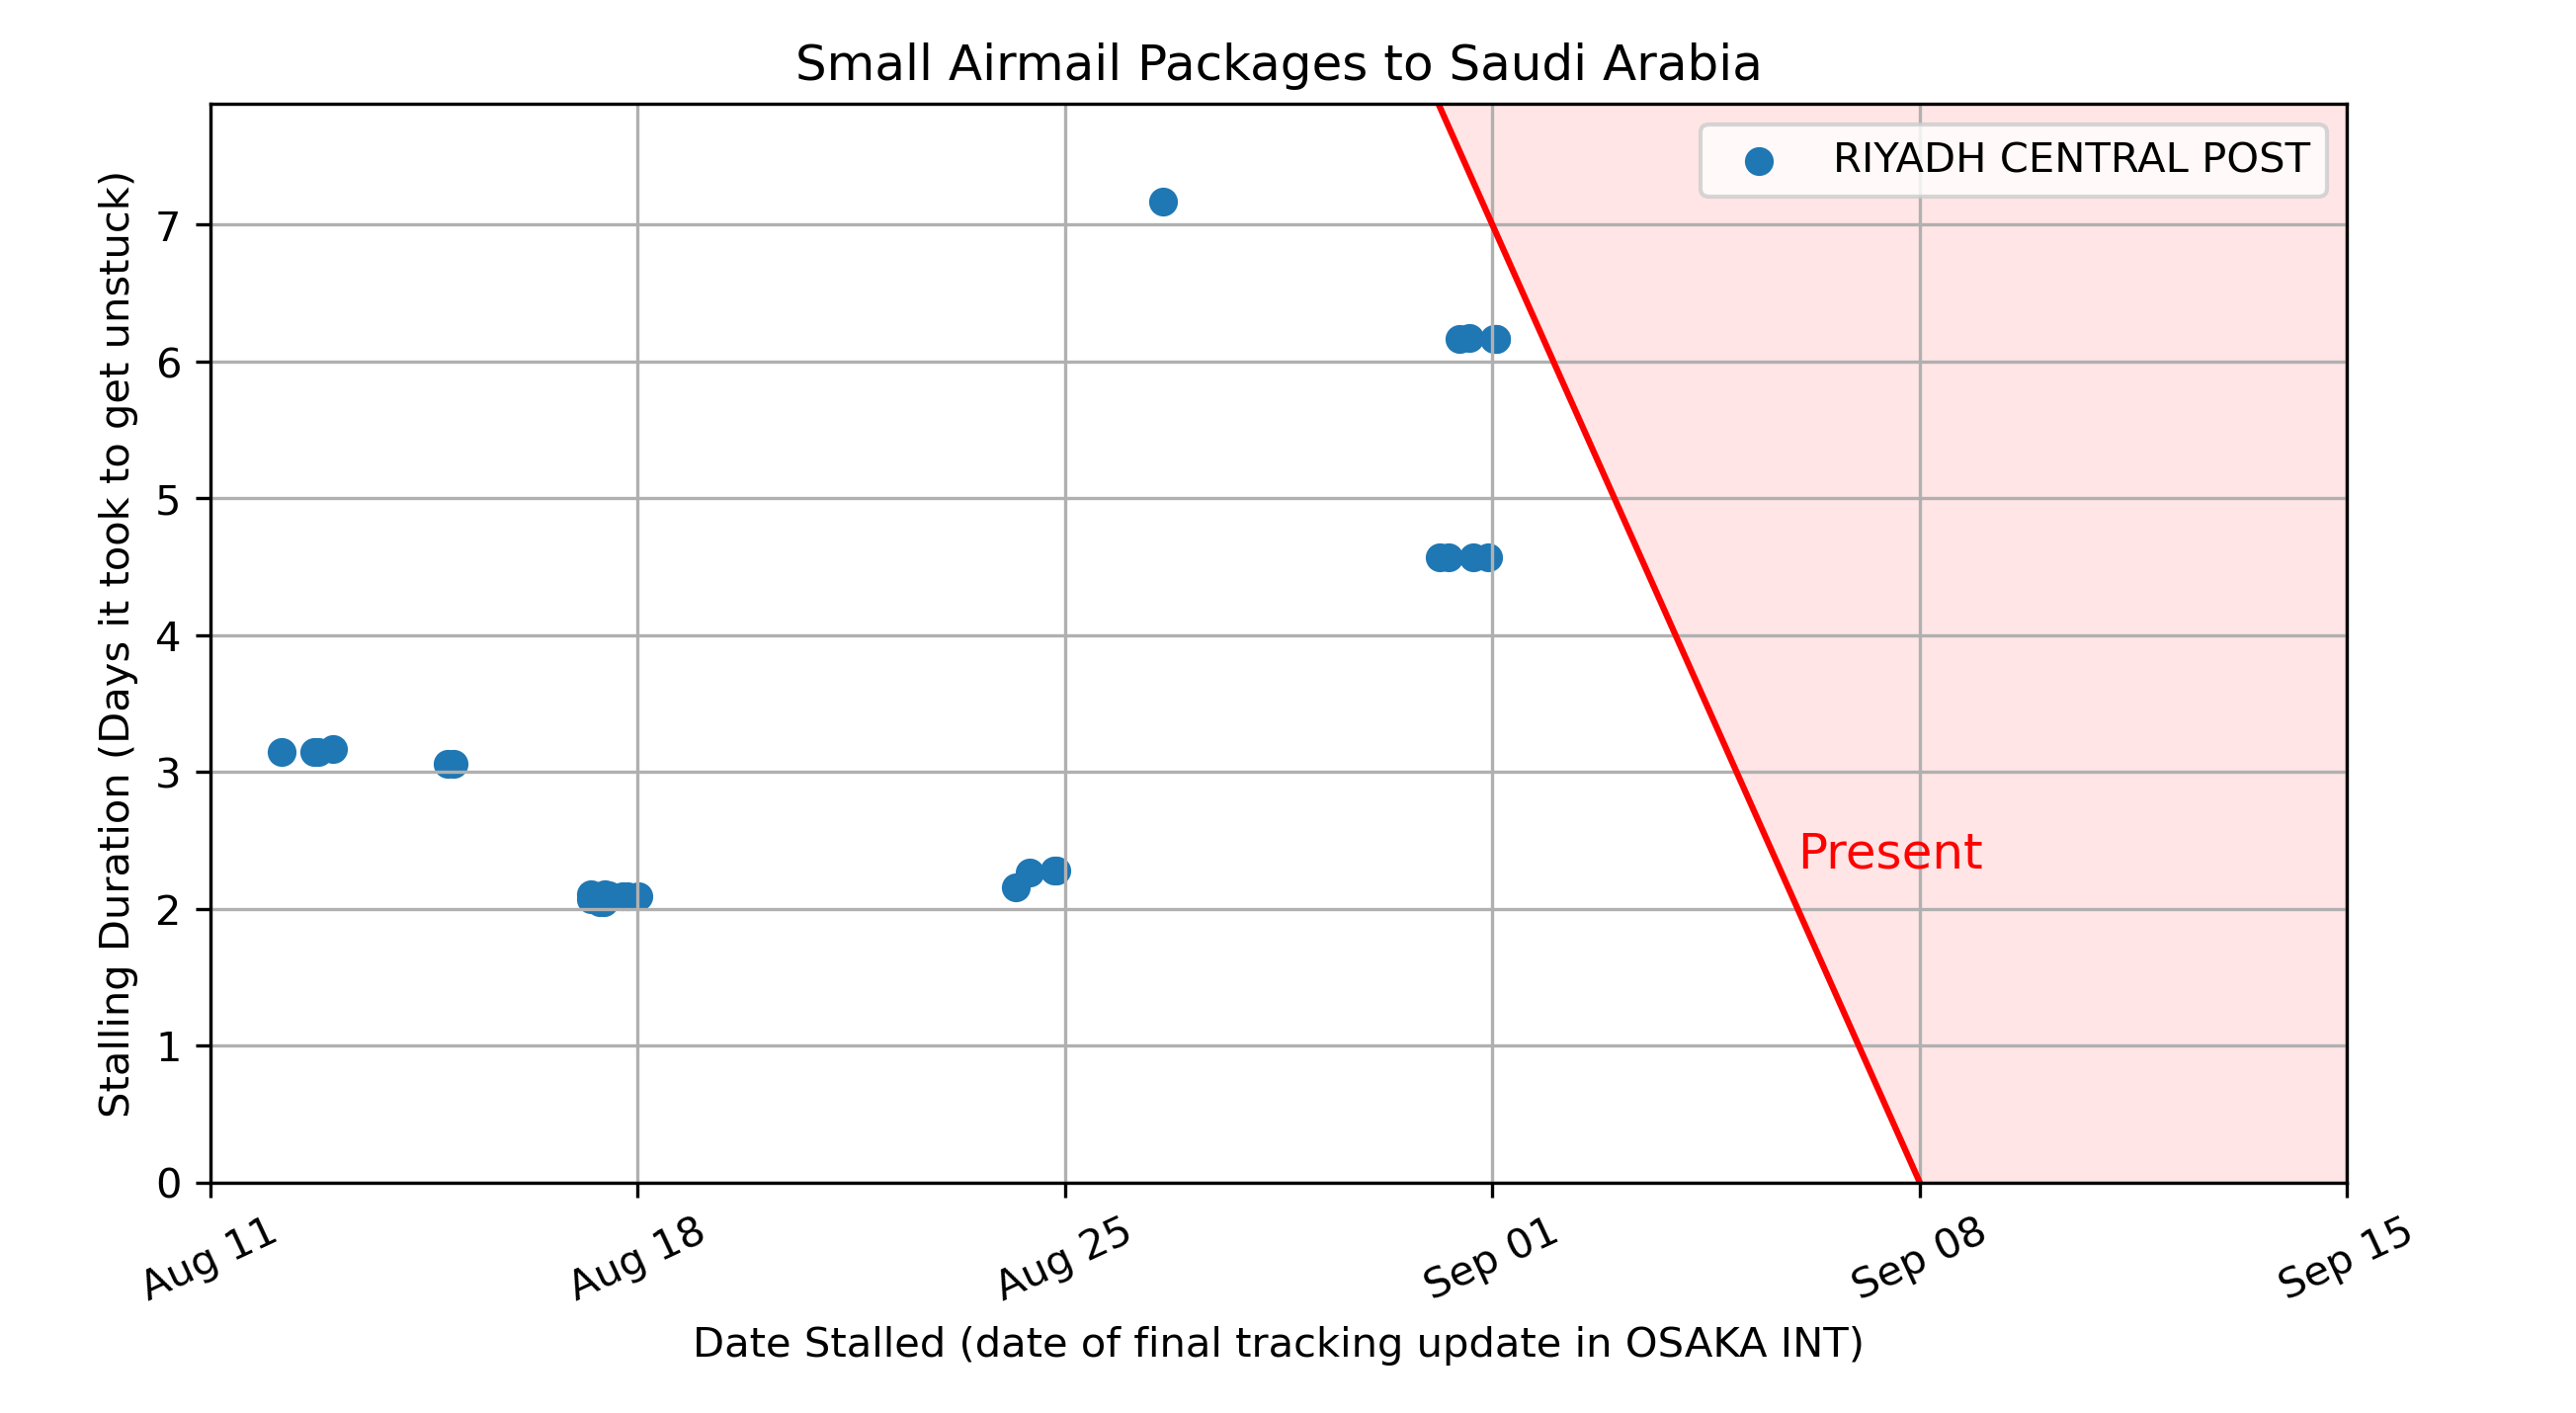 Small Airmail Packages to Saudi Arabia
RIYADH CENTRAL POST
Stalling Duration (Days it took to get unstuck)
7
6
5
4
3
2
1
0
Present
Aug 11
Aug 18
Aug 25
Sep 01
Sep 08
Sep 15
Date Stalled (date of final tracking update in OSAKA INT)